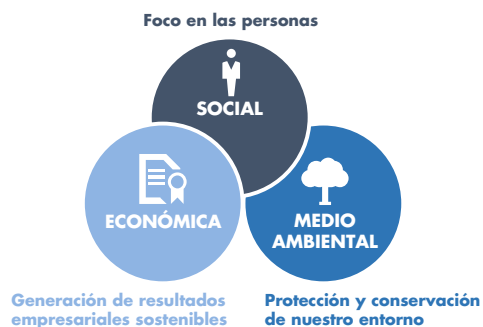 Foco en las personas
SOCIAL
ECONÓMICA
MEDIO
AMBIENTAL
Generación de resultados
empresariales sostenibles
Protección y conservación
de nuestro entorno